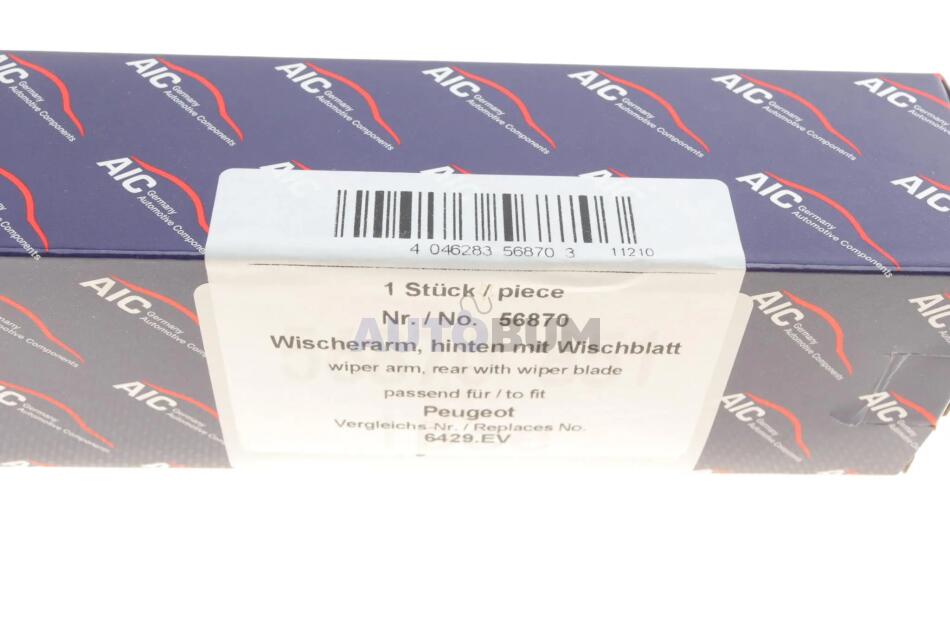 AIC Germany Automotive Components
4 046283 56870 3 11210
1 Stück / piece
Nr. / No. 56870
AUTOBUM
Wischerarm, hinten mit Wischblatt
wiper arm, rear with wiper blade
passend für / to fit
Peugeot
Vergleichs-Nr. / Replaces No.
6429.EV